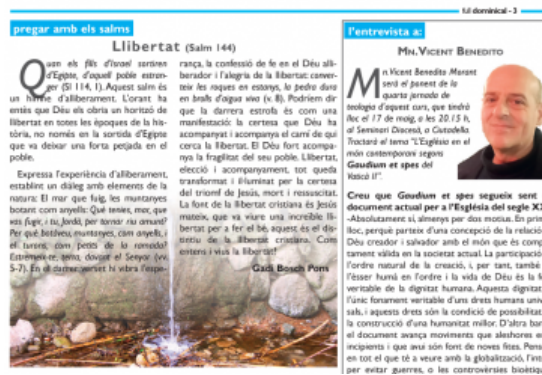 full dominical - 3
pregar amb els salms
Llibertat (Salm 144)
Quan els fills d'Israel sortiren
d'Egipte, d'aquell poble estran-
ger (Sl 114, 1). Aquest salm és
un himne d'alliberament. L'orant ha
entès que Déu els obria un horitzó de
llibertat en totes les èpoques de la his-
tòria, no només en la sortida d'Egipte
que va deixar una forta petjada en el
poble.
Expressa l'experiència d'alliberament,
establint un diàleg amb elements de la
natura: El mar que fuig, les muntanyes
botant com anyells: Què teníes, mar, que
vas fugir, i tu, Jordà, per tornar riu amunt?
Per què botàveu, muntanyes, com anyells, i
el turons, com petits de la ramada?
Estremeix-te, terra, davant el Senyor (vv.
5-7). En el darrer verset hi vibra l'espe-
rança, la confessió de fe en el Déu alli-
berador i l'alegria de la llibertat: conver-
teix les roques en estanys, la pedra dura
en brolls d'aigua viva (v. 8). Podríem dir
que la darrera estrofa és com una
manifestació: la certesa que Déu ha
acompanyat i acompanya el camí de qui
cerca la llibertat. El Déu fort acompa-
nya la fragilitat del seu poble. Llibertat,
elecció i acompanyament, tot queda
transformat i il·luminat per la certesa
del triomf de Jesús, mort i ressuscitat.
La font de la llibertat cristiana és Jesús
mateix, que va viure una increïble lli-
bertat per a fer el bé, aquest és el dis-
tintiu de la llibertat cristiana. Com
entens i vius la llibertat?
Gadi Bosch Pons
l'entrevista a:
MN. VICENT BENEDITO
Mn. Vicent Benedito Morant
serà el ponent de la
quarta jornada de
teologia d'aquest curs, que tindrà
lloc el 17 de maig, a les 20.15 h,
al Seminari Diocesà, a Ciutadella.
Tractarà el tema "L'Església en el
món contemporani segons
Gaudium et spes del
Vaticà II".
Creu que Gaudium et spes segueix sent
document actual per a l'Església del segle X
-Absolutament sí, almenys per dos motius. En prim
lloc, perquè parteix d'una concepció de la relació
Déu creador i salvador amb el món que és comp
tament vàlida en la societat actual. La participació
l'ordre natural de la creació, i, per tant, també
l'ésser humà en l'ordre i la vida de Déu és la f
veritable de la dignitat humana. Aquesta dignitat
l'únic fonament veritable d'uns drets humans univ
sals, i aquests drets són la condició de possibilitat
la construcció d'una humanitat millor. D'altra bar
el document avança moviments que aleshores e
incipients i que avui són font de noves fites. Pens
en tot el que té a veure amb la globalització, l'int
per evitar guerres, o les controvèrsies bioètiq